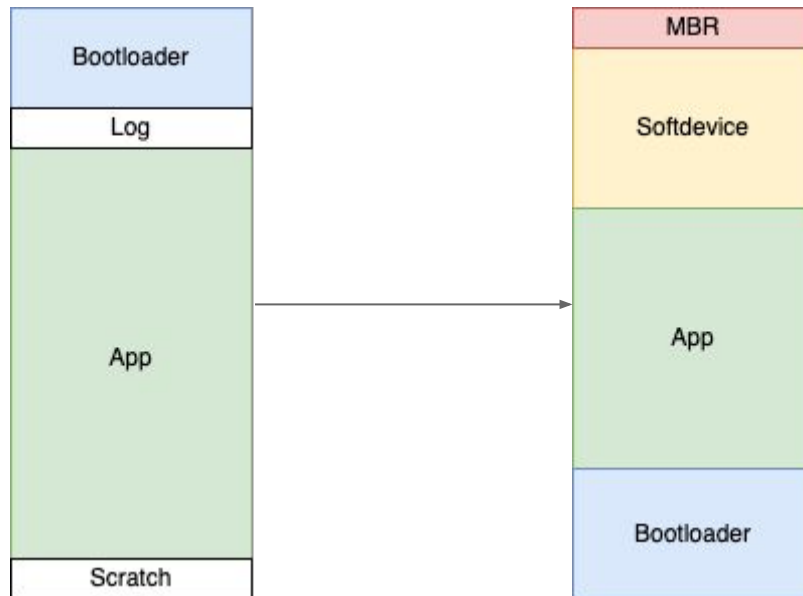 Bootloader
Log
App
Scratch
MBR
Softdevice
App
Bootloader